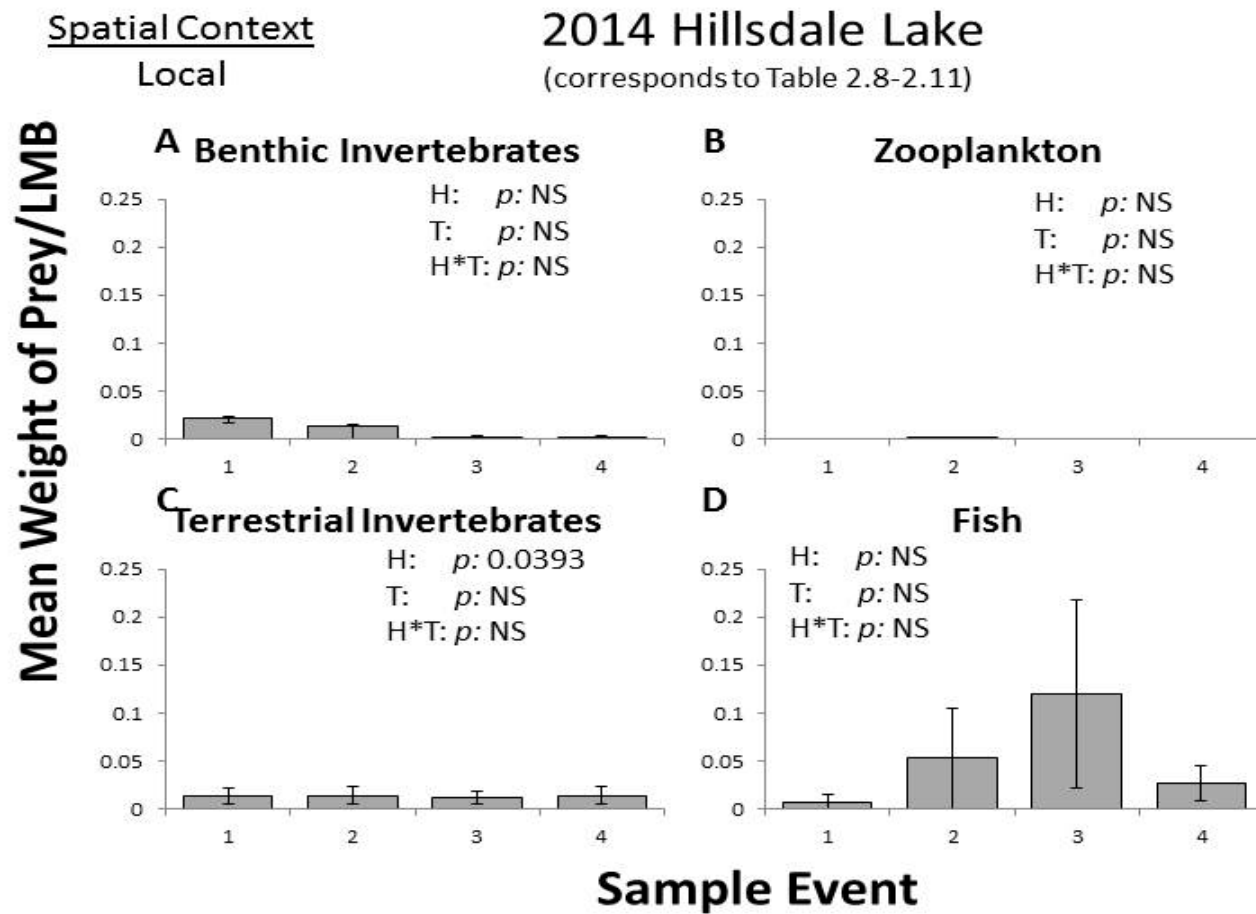 Spatial Context
Local
2014 Hillsdale Lake
(corresponds to Table 2.8-2.11)
Mean Weight of Prey/LMB
A Benthic Invertebrates
H: p: NS
T: p: NS
H*T: p: NS
0.25
0.2
0.15
0.1
0.05
0
1 2 3 4
B Zooplankton
H: p: NS
T: p: NS
H*T: p: NS
0.25
0.2
0.15
0.1
0.05
0
1 2 3 4
C Terrestrial Invertebrates
H: p: 0.0393
T: p: NS
H*T: p: NS
0.25
0.2
0.15
0.1
0.05
0
1 2 3 4
D Fish
H: p: NS
T: p: NS
H*T: p: NS
0.25
0.2
0.15
0.1
0.05
0
1 2 3 4
Sample Event